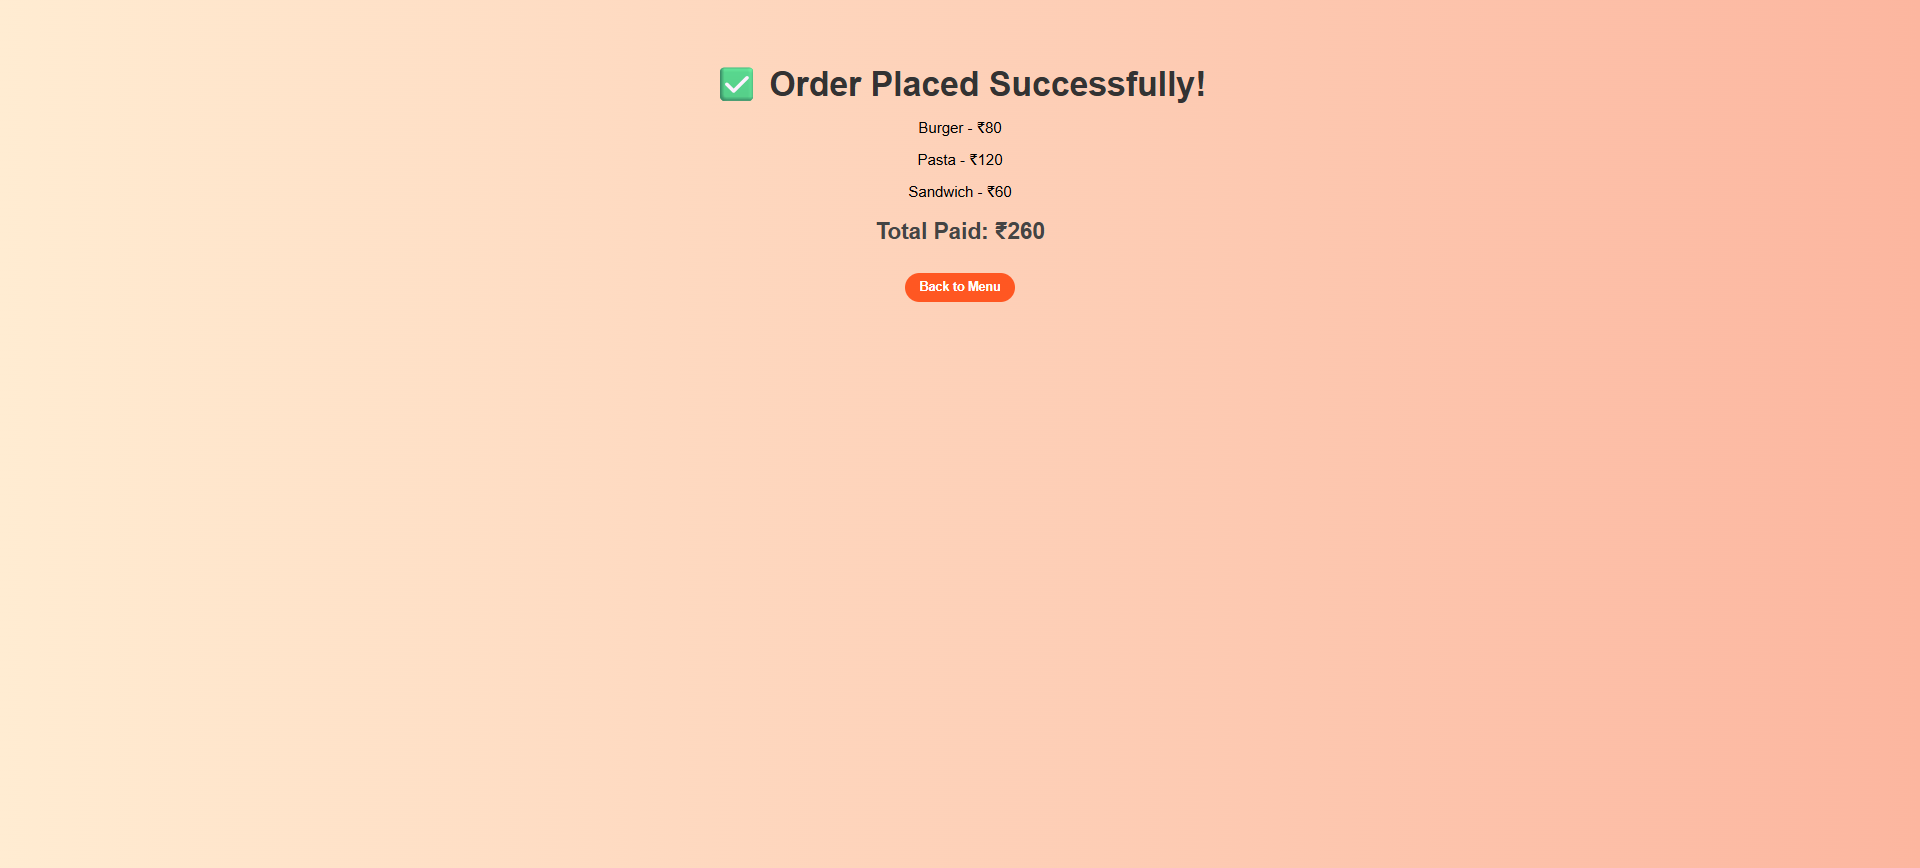 ✅ Order Placed Successfully!
Burger - ₹80
Pasta - ₹120
Sandwich - ₹60
Total Paid: ₹260
Back to Menu